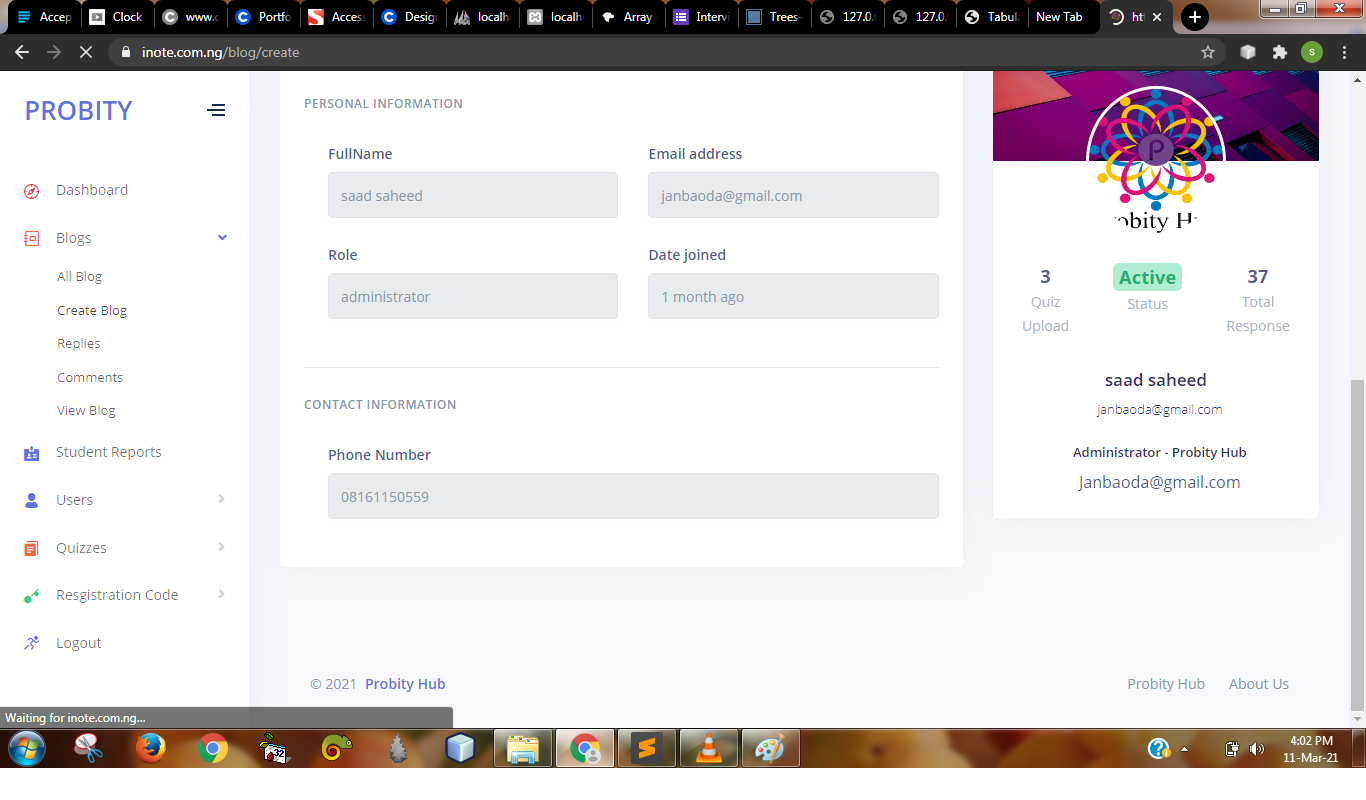 Accep
Clock
www.c
Portfo
Acces
Design
localh
localh
Array
Intervi
Trees-
127.0.
127.0.
Tabul
New Tab
inote.com.ng/blog/create
S
PROBITY
Dashboard
Blogs
All Blog
Create Blog
Replies
Comments
View Blog
Student Reports
Users
Quizzes
Resgistration Code
Logout
PERSONAL INFORMATION
FullName
Email address
saad saheed
janbaoda@gmail.com
Role
Date joined
administrator
1 month ago
CONTACT INFORMATION
Phone Number
08161150559
P
obity H
3
Active
37
Quiz
Status
Total
Upload
Response
saad saheed
janbaoda@gmail.com
Administrator - Probity Hub
Janbaoda@gmail.com
© 2021 Probity Hub
Probity Hub
About Us
Waiting for inote.com.ng...
32
4:02 PM
11-Mar-21